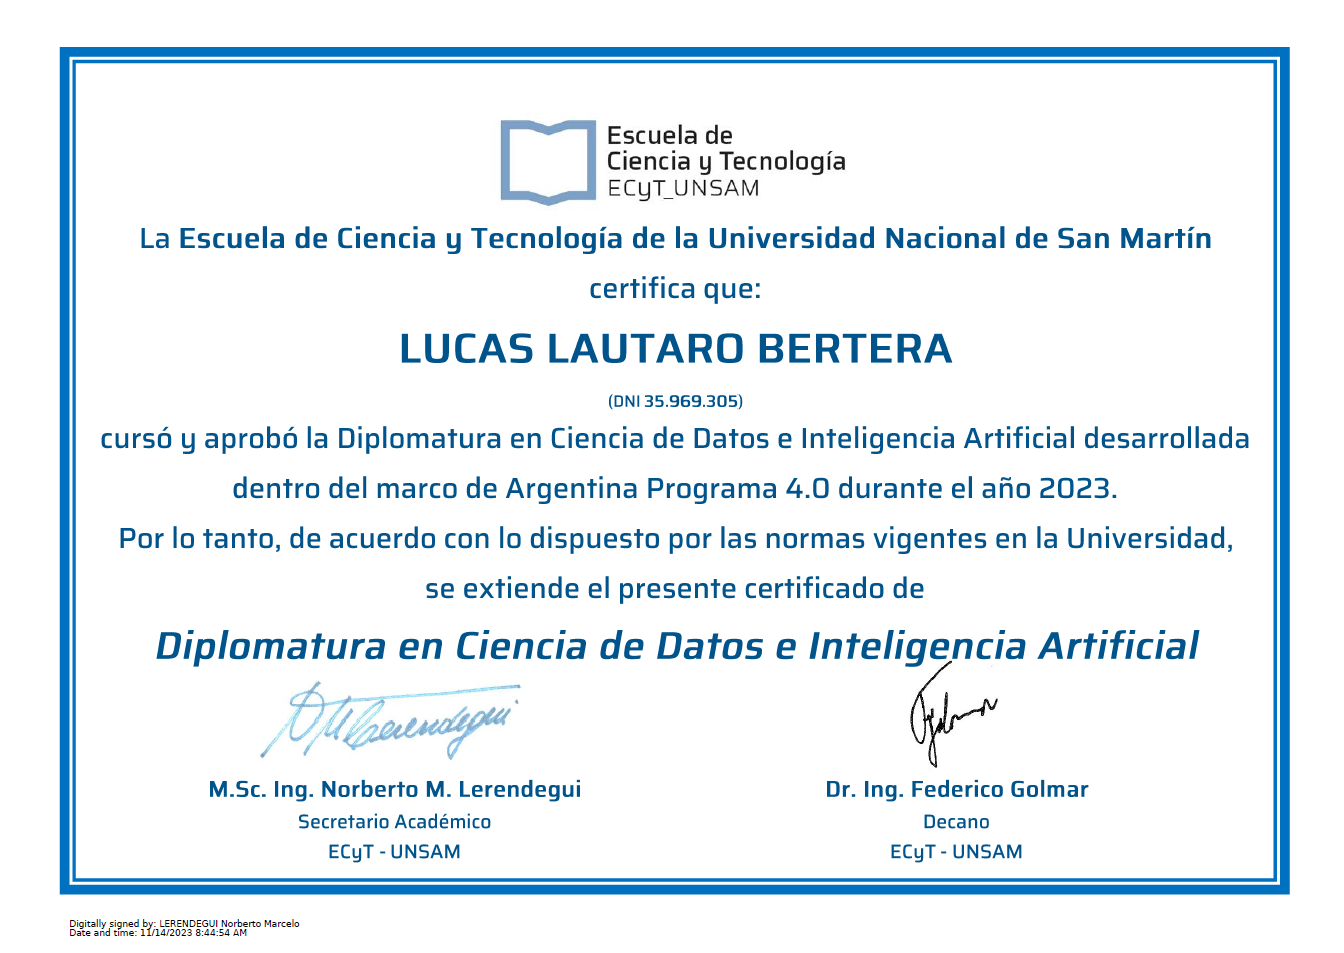 Escuela de
Ciencia y Tecnología
ECyT_UNSAM
La Escuela de Ciencia y Tecnología de la Universidad Nacional de San Martín
certifica que:
LUCAS LAUTARO BERTERA
(DNI 35.969.305)
cursó y aprobó la Diplomatura en Ciencia de Datos e Inteligencia Artificial desarrollada
dentro del marco de Argentina Programa 4.0 durante el año 2023.
Por lo tanto, de acuerdo con lo dispuesto por las normas vigentes en la Universidad,
se extiende el presente certificado de
Diplomatura en Ciencia de Datos e Inteligencia Artificial
M.Sc. Ing. Norberto M. Lerendegui
Secretario Académico
ECyT - UNSAM
Dr. Ing. Federico Golmar
Decano
ECyT - UNSAM
Digitally signed by: LERENDEGUI Norberto Marcelo
Date and time: 11/14/2023 8:44:54 AM